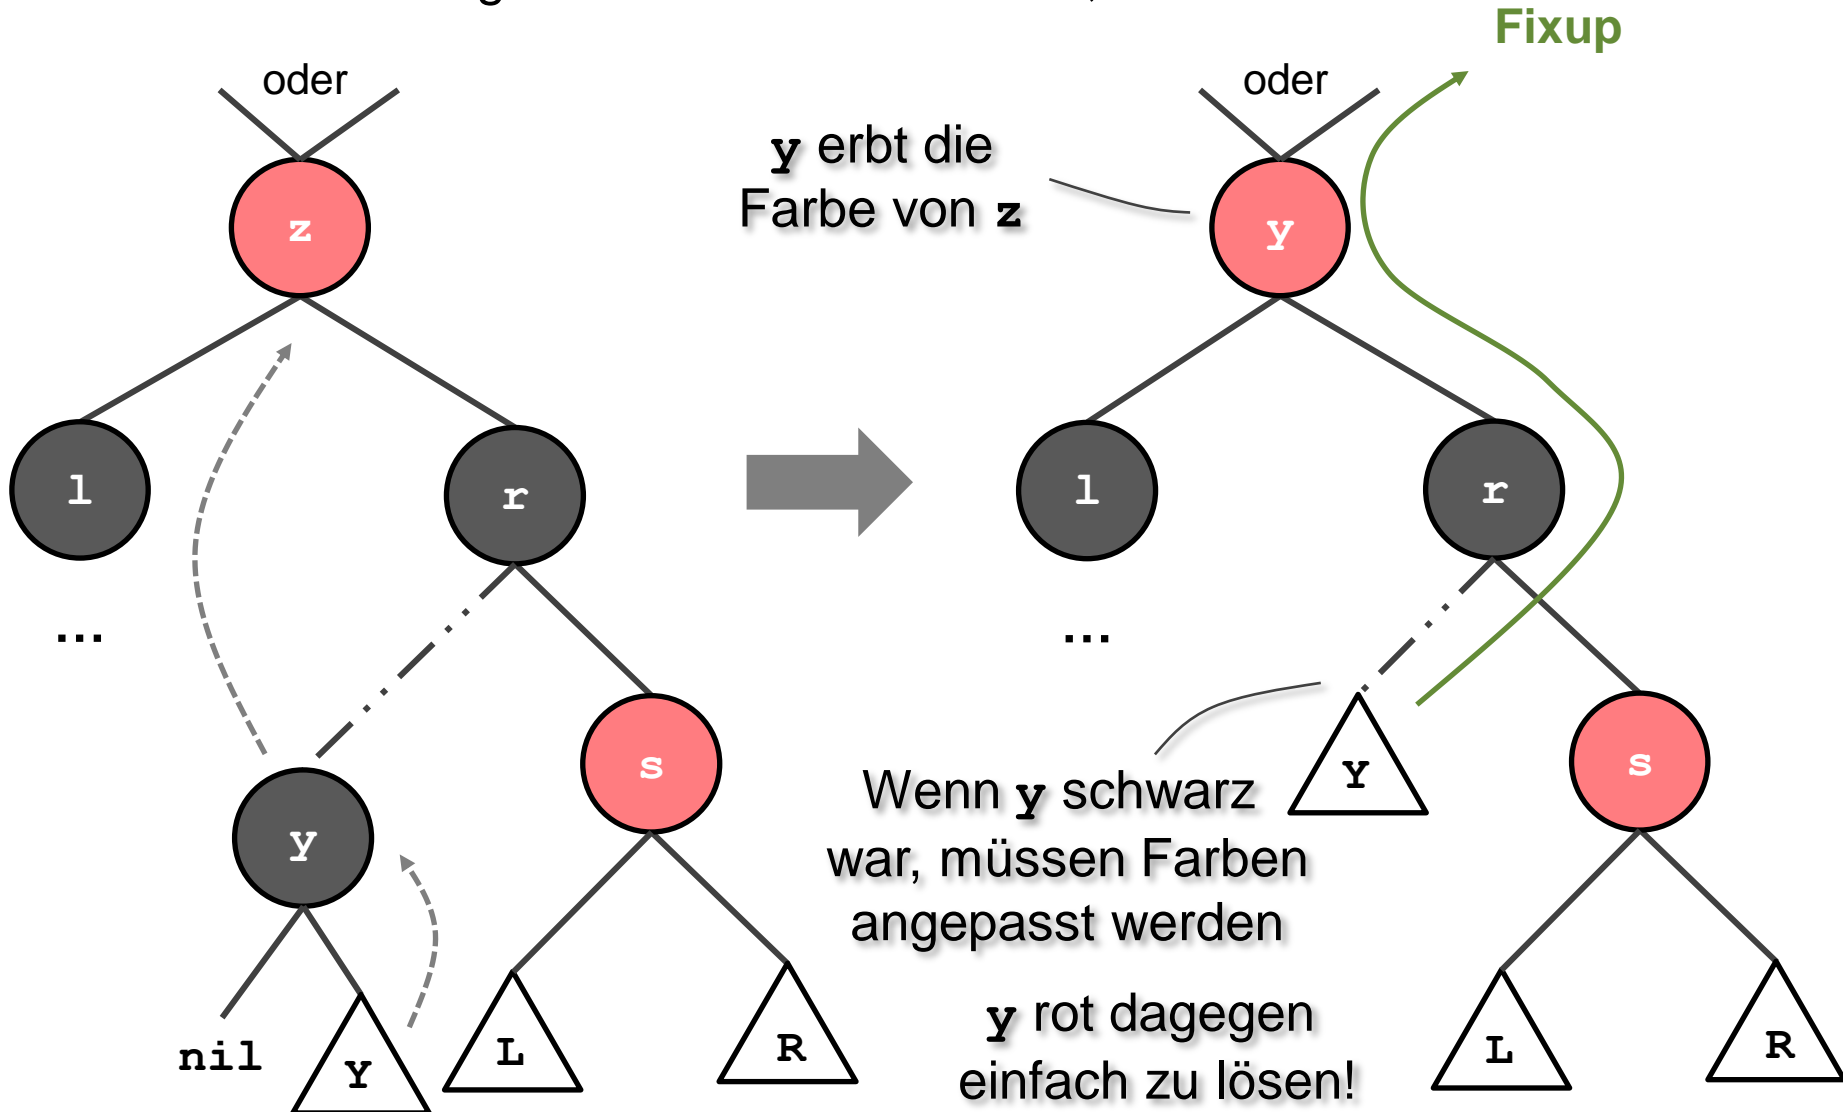 Fixup
oder
oder
y erbt die
Farbe von z
z
y
l
r
l
r
...
...
s
s
Wenn y schwarz
war, müssen Farben
angepasst werden
Y
y
y rot dagegen
einfach zu lösen!
nil
Y
L
R
L
R